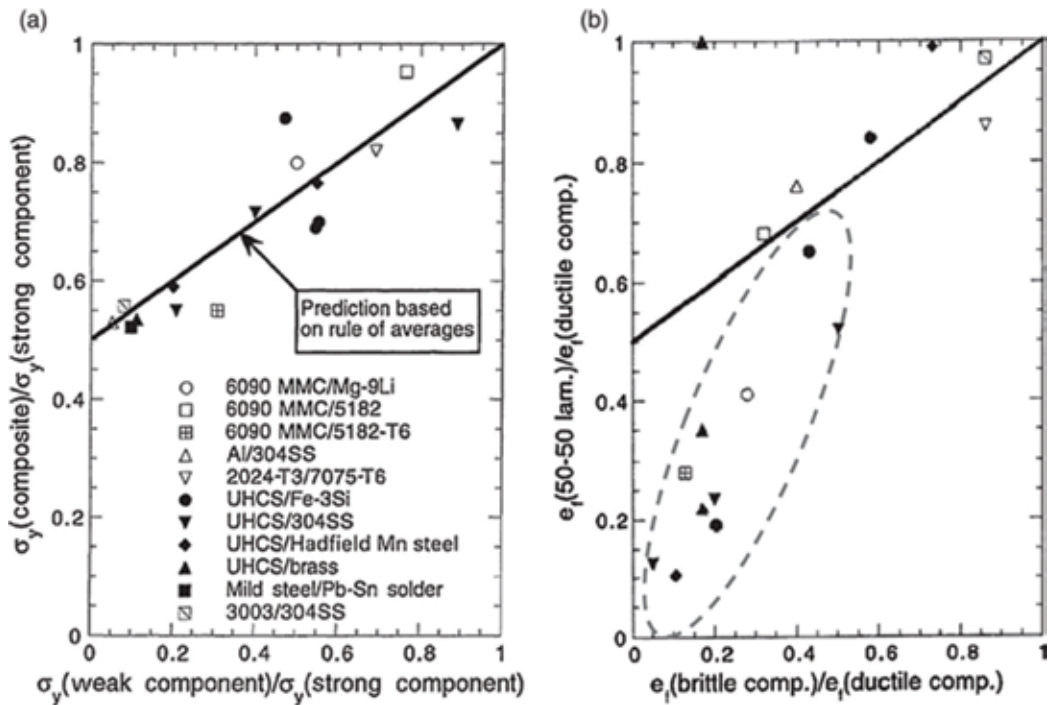 (a)
1
0.8
0.6
0.4
0.2
0
0 0.2 0.4 0.6 0.8 1
σy(composite)/σy(strong component)
σy(weak component)/σy(strong component)
Prediction based
on rule of averages
6090 MMC/Mg-9Li
6090 MMC/5182
6090 MMC/5182-T6
Al/304SS
2024-T3/7075-T6
UHCS/Fe-3Si
UHCS/304SS
UHCS/Hadfield Mn steel
UHCS/brass
Mild steel/Pb-Sn solder
3003/304SS
(b)
1
0.8
0.6
0.4
0.2
0
0 0.2 0.4 0.6 0.8 1
ef(50-50 lam.)/ef(ductile comp.)
ef(brittle comp.)/ef(ductile comp.)